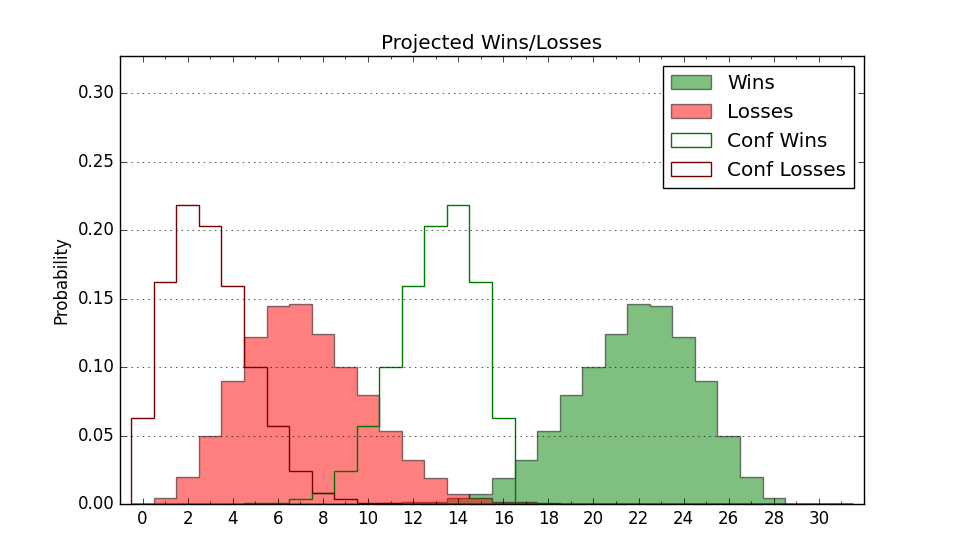 Projected Wins/Losses
Probability
0.30
0.25
0.20
0.15
0.10
0.05
0.00
0 2 4 6 8 10 12 14 16 18 20 22 24 26 28 30
Wins
Losses
Conf Wins
Conf Losses